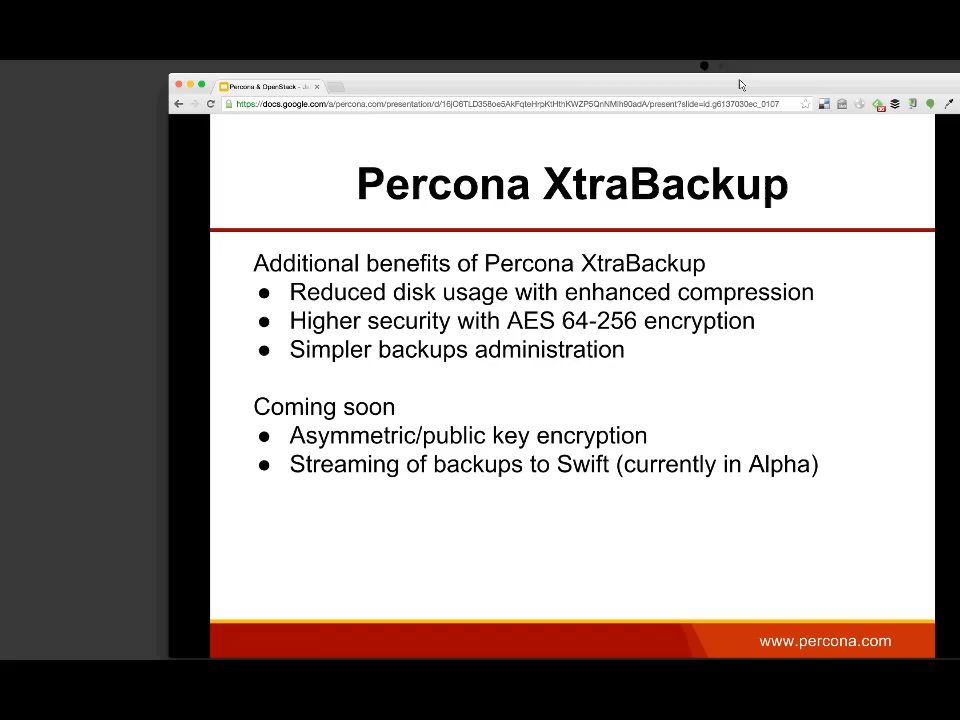 Percona & OpenStack -
https://docs.google.com/a/percona.com/presentation/d/16jO6TLD358oe5AkFqteHrpKtHthKWZP5QnNMIh90adA/present?slide=id.g6137030ec_0107
Percona XtraBackup
Additional benefits of Percona XtraBackup
● Reduced disk usage with enhanced compression
● Higher security with AES 64-256 encryption
● Simpler backups administration
Coming soon
● Asymmetric/public key encryption
● Streaming of backups to Swift (currently in Alpha)
www.percona.com